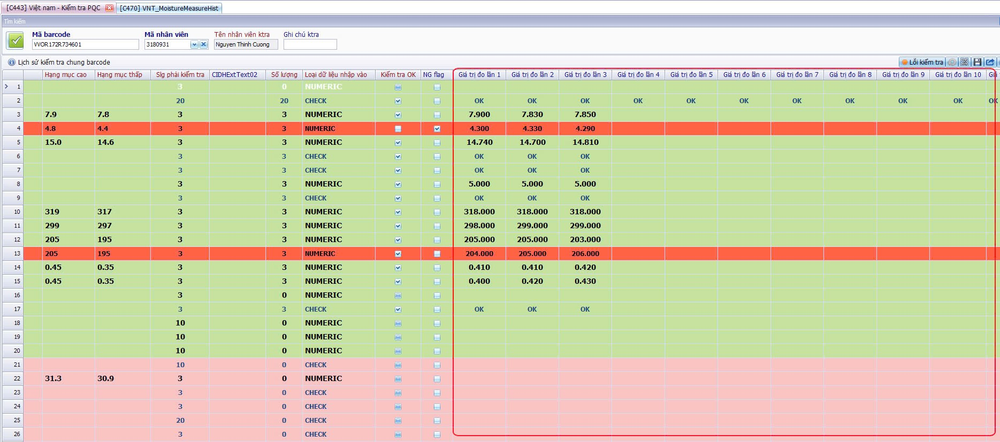 [C443] Việt nam - Kiểm tra PQC [C470] VNT_MoistureMeasureHist
Tìm kiếm
Mã barcode Mã nhân viên Tên nhân viên ktra Ghi chú ktra
VVOR172R734601 3180931 Nguyen Thinh Cuong
Lịch sử kiểm tra chung barcode Lỗi kiểm tra
Hạng mục cao Hạng mục thấp Slg phải kiểm tra CIDHExtText02 Số lượng Loại dữ liệu nhập vào Kiểm tra OK NG flag Giá trị đo lần 1 Giá trị đo lần 2 Giá trị đo lần 3 Giá trị đo lần 4 Giá trị đo lần 5 Giá trị đo lần 6 Giá trị đo lần 7 Giá trị đo lần 8 Giá trị đo lần 9 Giá trị đo lần 10 Giá
1 3 0 NUMERIC
2 20 20 CHECK OK OK OK OK OK OK OK OK OK OK OK
3 7.9 7.8 3 3 NUMERIC 7.900 7.830 7.850
4 4.8 4.4 3 3 NUMERIC 4.300 4.330 4.290
5 15.0 14.6 3 3 NUMERIC 14.740 14.700 14.810
6 3 3 CHECK OK OK OK
7 3 3 CHECK OK OK OK
8 3 3 NUMERIC 5.000 5.000 5.000
9 3 3 CHECK OK OK OK
10 319 317 3 3 NUMERIC 318.000 318.000 318.000
11 299 297 3 3 NUMERIC 298.000 299.000 299.000
12 205 195 3 3 NUMERIC 205.000 205.000 203.000
13 205 195 3 3 NUMERIC 204.000 205.000 206.000
14 0.45 0.35 3 3 NUMERIC 0.410 0.410 0.420
15 0.45 0.35 3 3 NUMERIC 0.400 0.420 0.430
16 3 0 NUMERIC
17 3 3 CHECK OK OK OK
18 10 0 NUMERIC
19 10 0 NUMERIC
20 10 0 NUMERIC
21 10 0 CHECK
22 31.3 30.9 3 0 NUMERIC
23 3 0 CHECK
24 3 0 CHECK
25 20 0 CHECK
26 3 0 CHECK